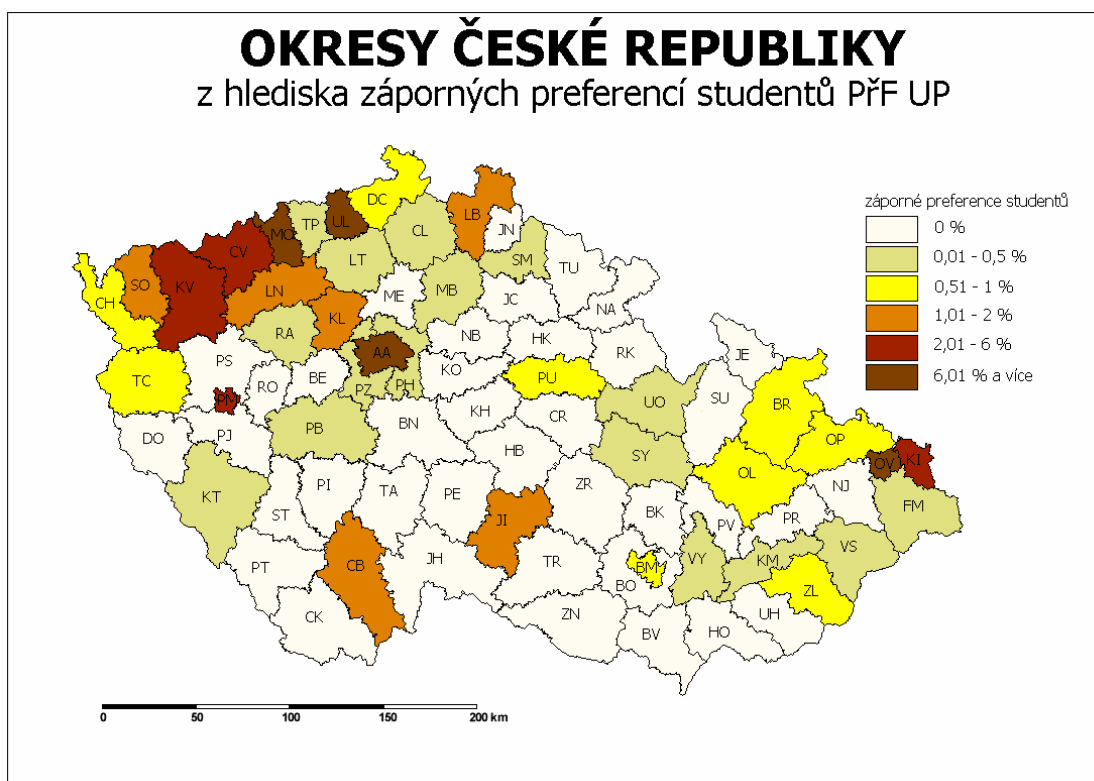 OKRESY ČESKÉ REPUBLIKY
z hlediska záporných preferencí studentů PřF UP
záporné preference studentů
0 %
0,01 - 0,5 %
0,51 - 1 %
1,01 - 2 %
2,01 - 6 %
6,01 % a více
DC
LB
TP
UL
JN
MO
CL
CV
LT
SM
TU
SO
KV
CH
LN
ME
MB
JC
NA
KL
RA
NB
HK
AA
RK
JE
PS
TC
BE
KO
RO
PZ
PH
PU
PM
UO
SU
BR
KH
CR
DO
PJ
PB
BN
OP
HB
SY
OL
OV
KI
KT
PI
TA
PE
ZR
NJ
ST
JI
BK
PV
PR
FM
PT
CB
JH
TR
BM
BO
VY
KM
VS
ZL
CK
ZN
BV
HO
UH
0 50 100 150 200 km